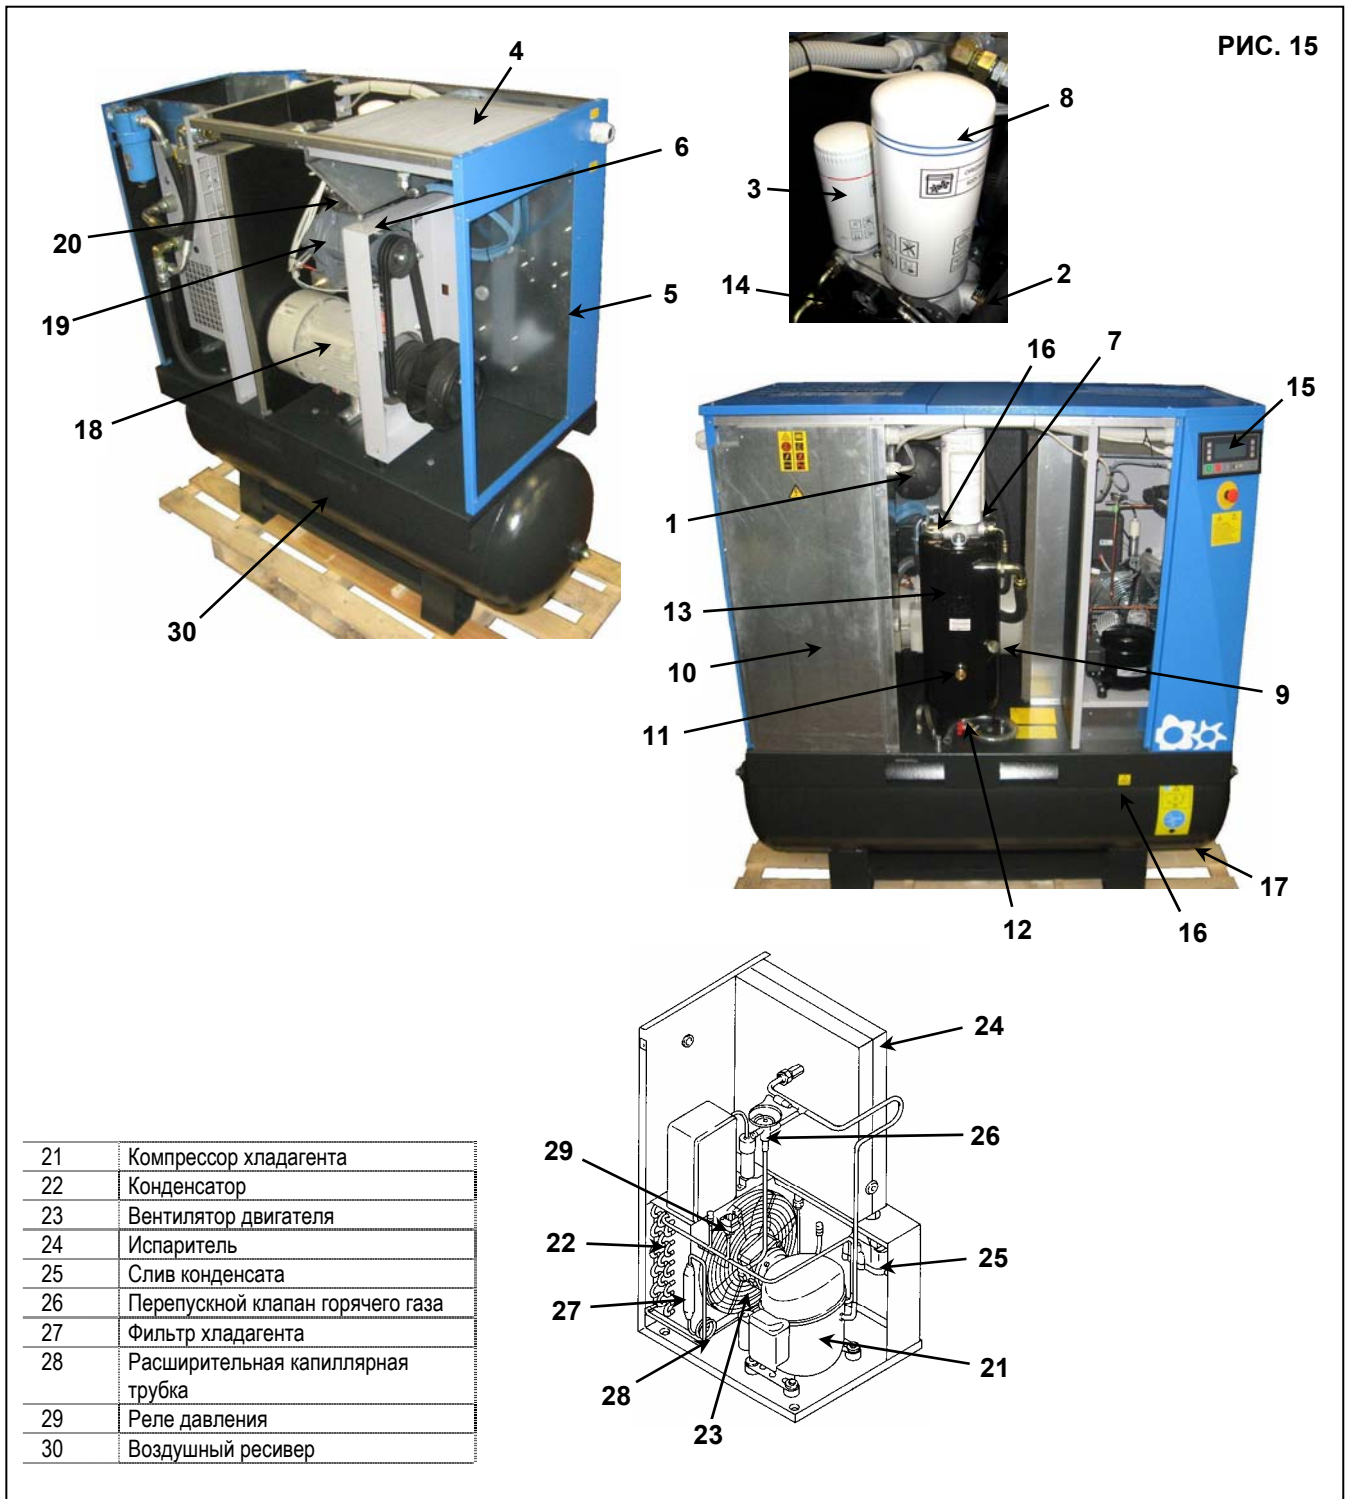 РИС. 15
4
8
6
3
20
2
14
5
19
16
7
15
18
1
13
30
10
9
11
17
12
16
24
26
29
22
25
27
21
28
23
21 Компрессор хладагента
22 Конденсатор
23 Вентилятор двигателя
24 Испаритель
25 Слив конденсата
26 Перепускной клапан горячего газа
27 Фильтр хладагента
28 Расширительная капиллярная
трубка
29 Реле давления
30 Воздушный ресивер